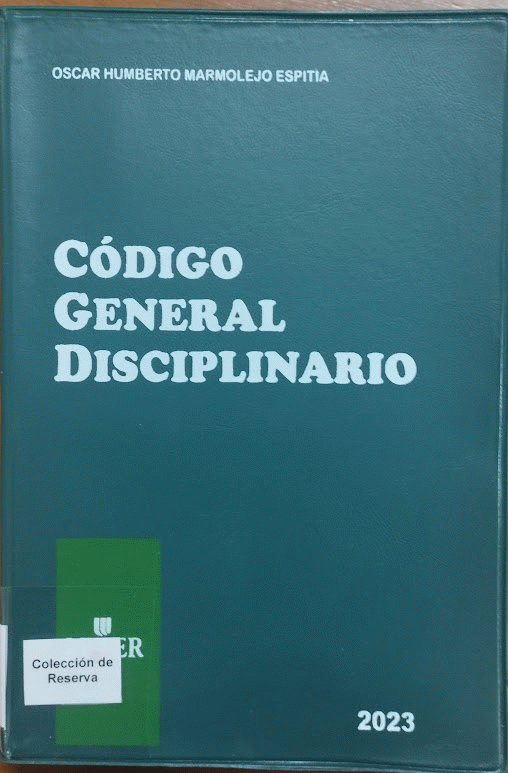 OSCAR HUMBERTO MARMOLEJO ESPITIA
CÓDIGO
GENERAL
DISCIPLINARIO
Colección de
Reserva
2023